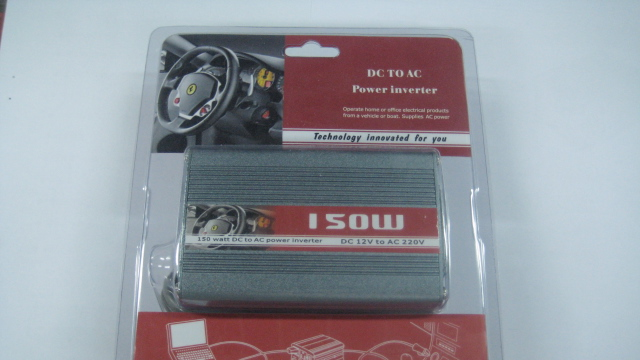 DC TO AC
Power inverter
Operate home or office electrical products
from a vehicle or boat. Supplies AC power
Technology innovated for you
150W
150 watt DC to AC power inverter
DC 12V to AC 220V